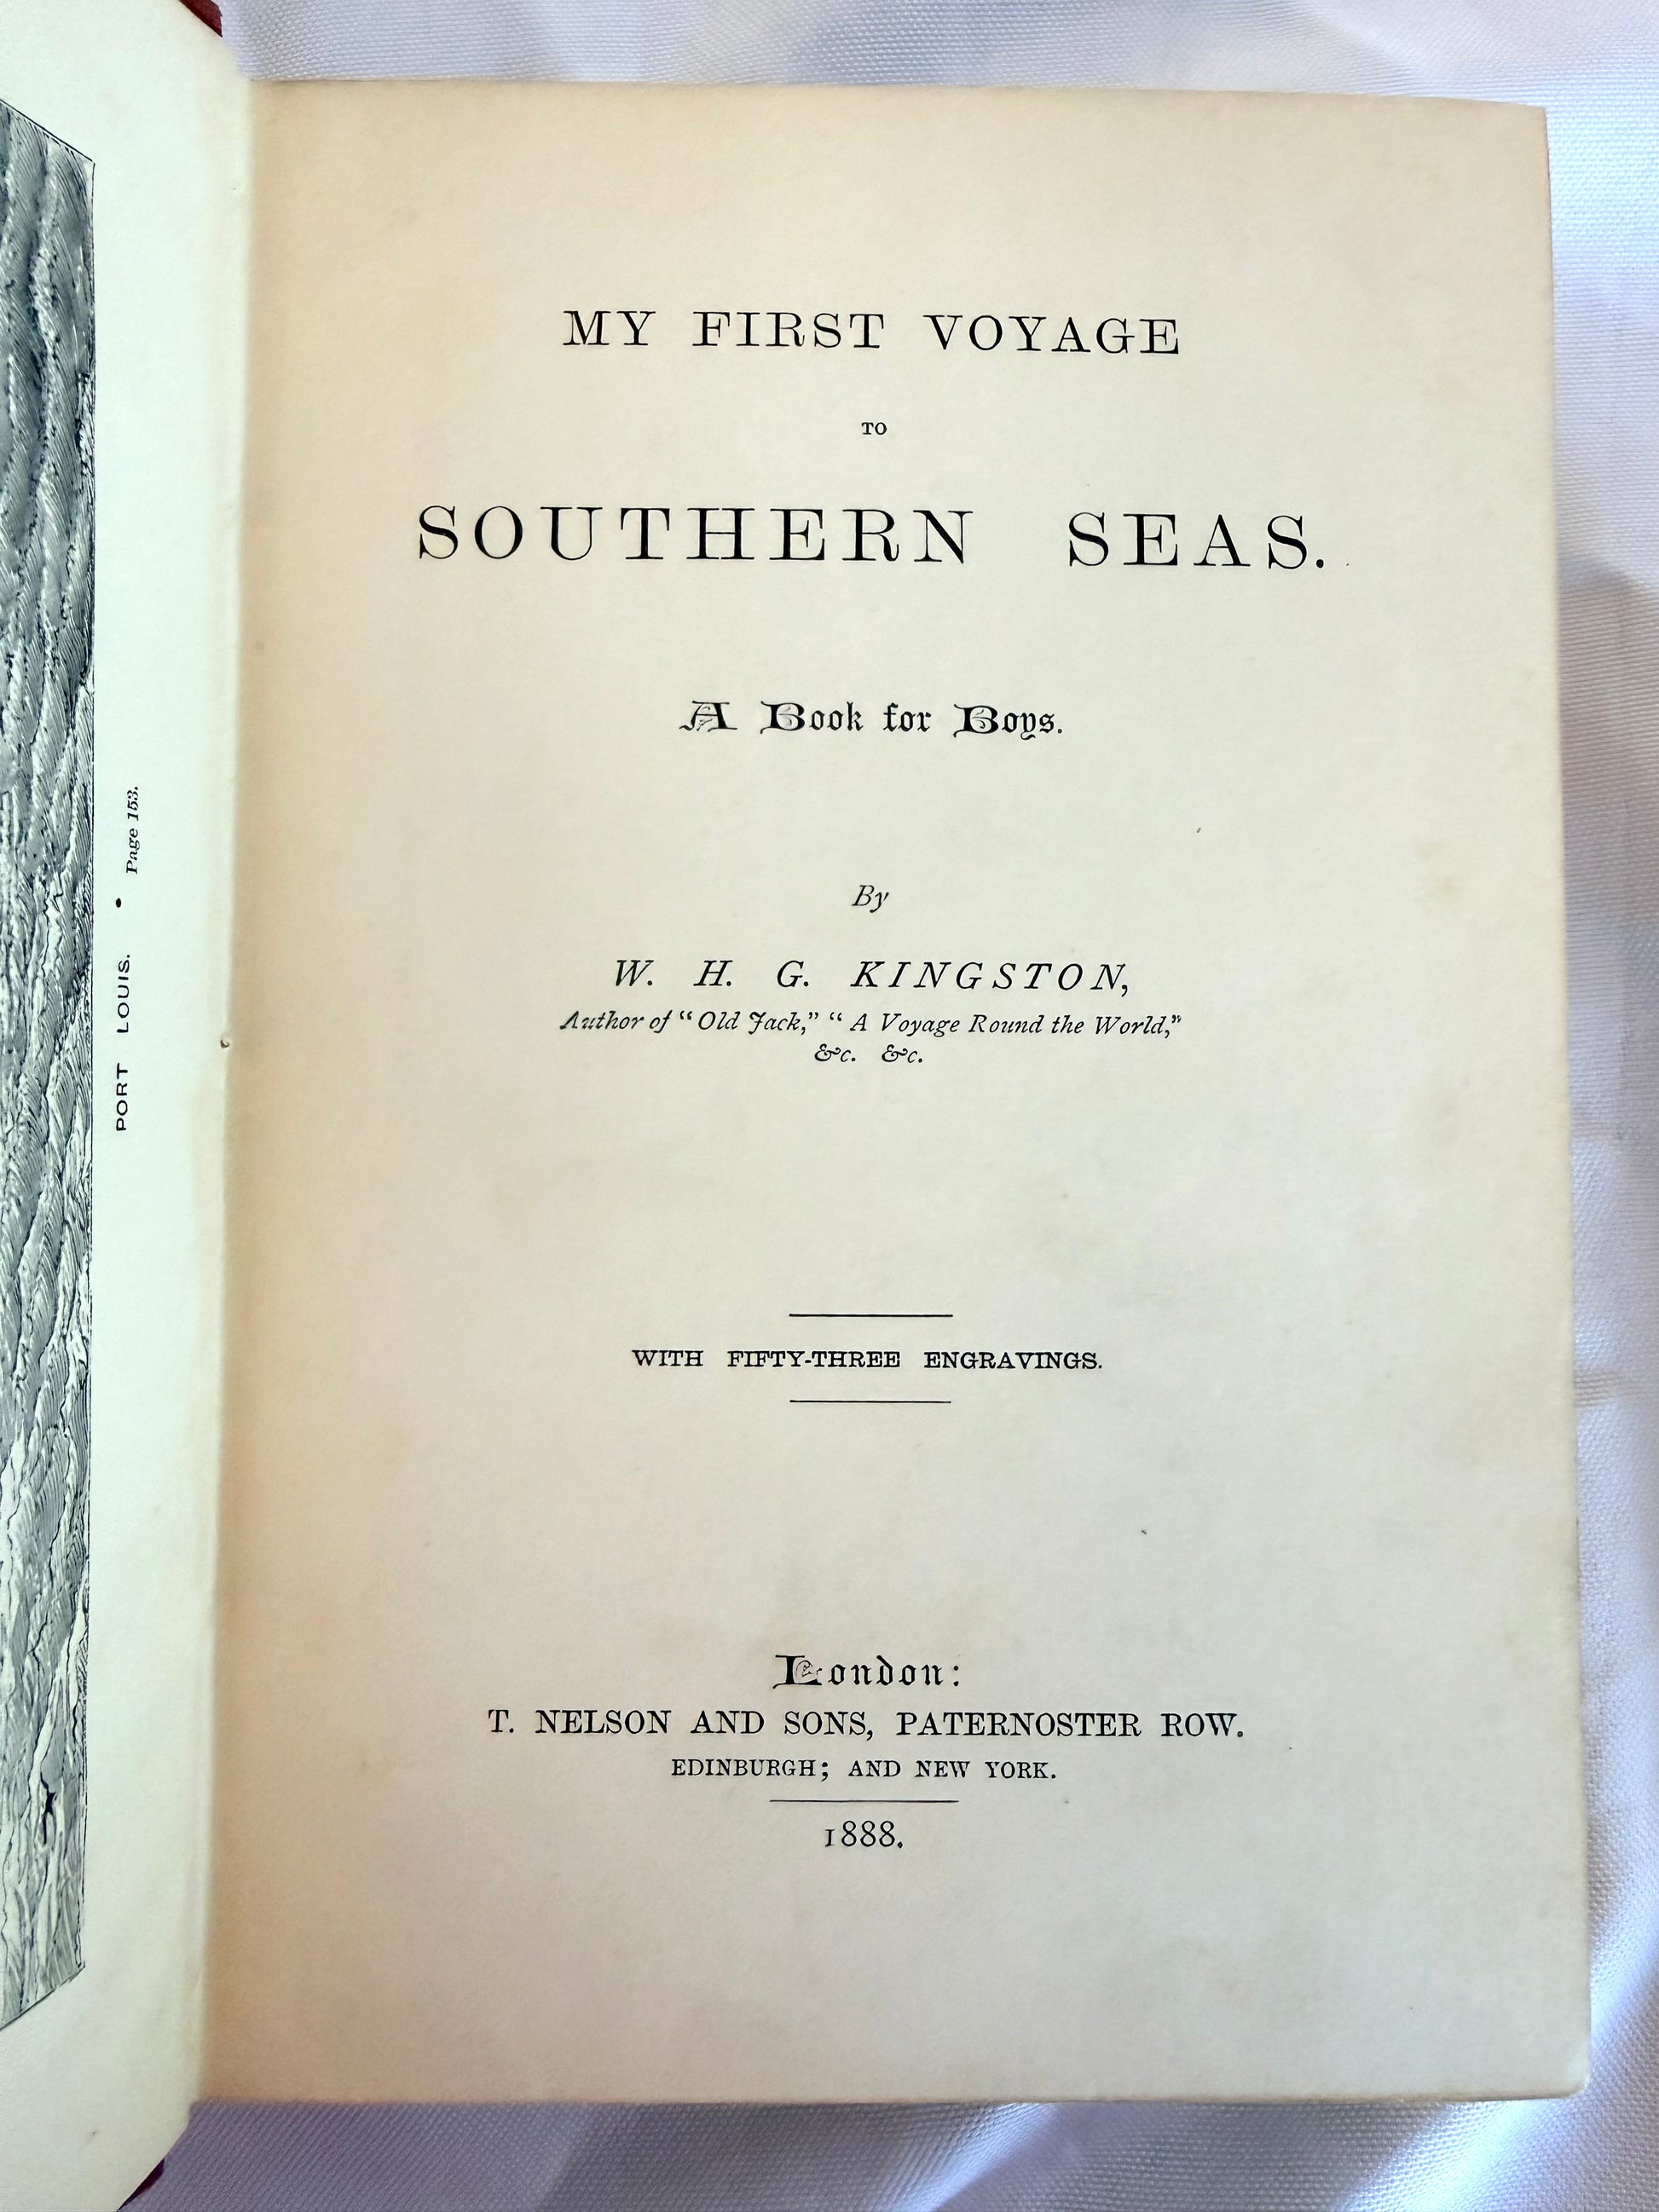 PORT LOUIS.
Page 153.
MY FIRST VOYAGE
TO
SOUTHERN SEAS.
A Book for Boys.
By
W. H. G. KINGSTON,
Author of “Old Jack,” “A Voyage Round the World,”
&c. &c.
WITH FIFTY-THREE ENGRAVINGS.
London:
T. NELSON AND SONS, PATERNOSTER ROW.
EDINBURGH; AND NEW YORK.
1888.